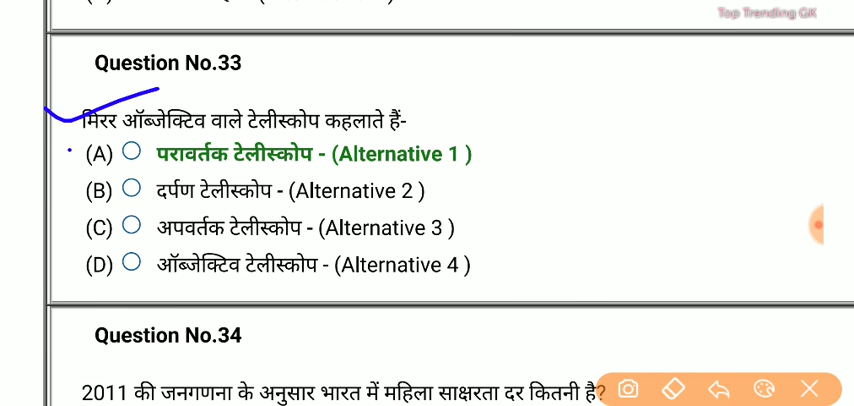 Top Trending GK
Question No.33
मिरर ऑब्जेक्टिव वाले टेलीस्कोप कहलाते हैं-
(A) परावर्तक टेलीस्कोप - (Alternative 1 )
(B) दर्पण टेलीस्कोप - (Alternative 2 )
(C) अपवर्तक टेलीस्कोप - (Alternative 3 )
(D) ऑब्जेक्टिव टेलीस्कोप - (Alternative 4 )
Question No.34
2011 की जनगणना के अनुसार भारत में महिला साक्षरता दर कितनी है?